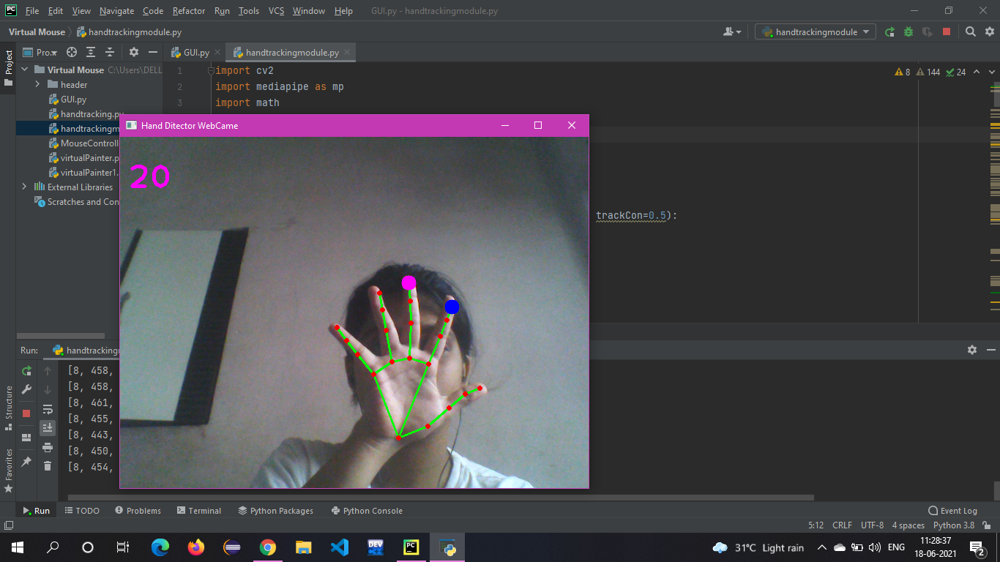 PC File Edit View Navigate Code Refactor Run Tools VCS Window Help GUI.py - handtrackingmodule.py
Virtual Mouse handtrackingmodule.py handtrackingmodule
Project
Pro... GUI.py handtrackingmodule.py
Virtual Mouse C:\Users\DELL
header
GUI.py
handtracking.py
handtrackingm
MouseControll
virtualPainter.p
virtualPainter1.
External Libraries
Scratches and Con
1 import cv2
2 import mediapipe as mp
3 import math
8 144 24
trackCon=0.5):
Hand Ditector WebCame
20
Run: handtracking
[8, 458,
[8, 458,
[8, 461,
[8, 455,
[8, 443,
[8, 450,
[8, 454,
Structure
Favorites
Run TODO Problems Terminal Python Packages Python Console Event Log
5:12 CRLF UTF-8 4 spaces Python 3.8
DEV PC 31°C Light rain ENG 11:28:37
18-06-2021 2